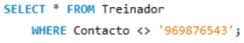 SELECT * FROM Treinador
WHERE Contacto <> '969876543';